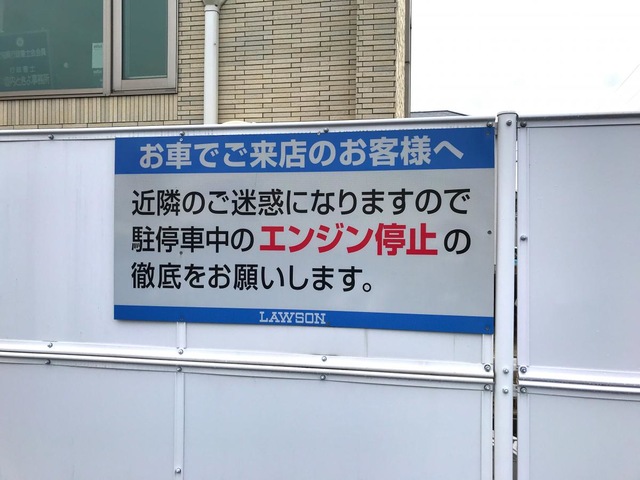 お車でご来店のお客様へ
近隣のご迷惑になりますので
駐停車中のエンジン停止の
徹底をお願いします。
LAWSON